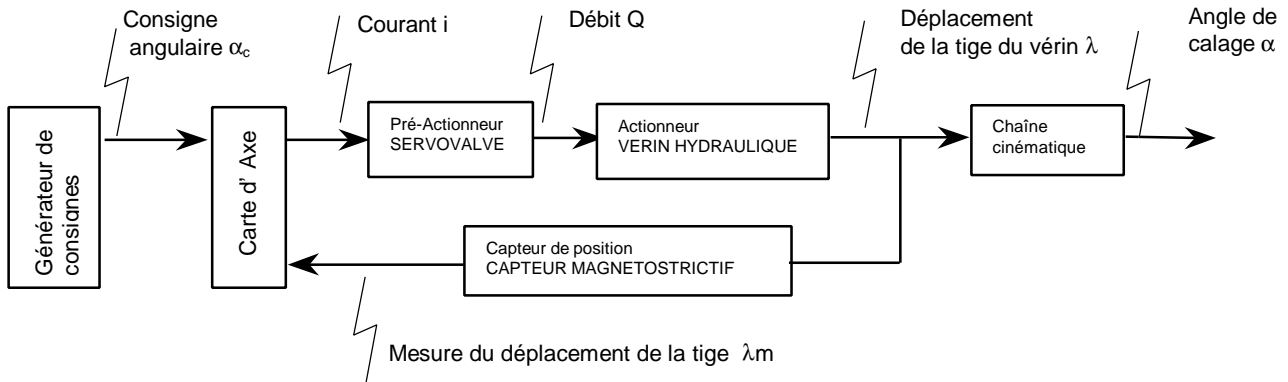 Consigne
angulaire αc
Courant i
Débit Q
Déplacement
de la tige du vérin λ
Angle de
calage α
Générateur de
consignes
Carte d' Axe
Pré-Actionneur
SERVOVALVE
Actionneur
VERIN HYDRAULIQUE
Chaîne
cinématique
Capteur de position
CAPTEUR MAGNETOSTRICTIF
Mesure du déplacement de la tige λm